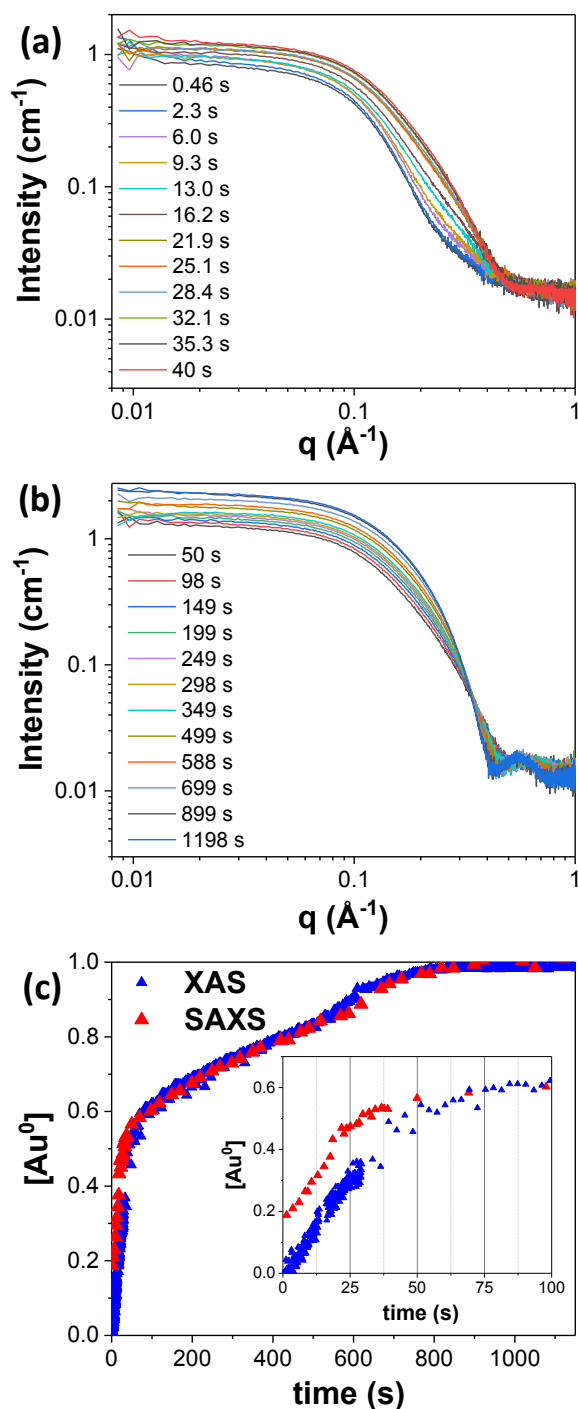 (a)
Intensity (cm⁻¹)
1
0.1
0.01
0.46 s
2.3 s
6.0 s
9.3 s
13.0 s
16.2 s
21.9 s
25.1 s
28.4 s
32.1 s
35.3 s
40 s
0.01 0.1 1
q (Å⁻¹)
(b)
Intensity (cm⁻¹)
1
0.1
0.01
50 s
98 s
149 s
199 s
249 s
298 s
349 s
499 s
588 s
699 s
899 s
1198 s
0.01 0.1 1
q (Å⁻¹)
(c)
[Au⁰]
1.0
0.8
0.6
0.4
0.2
0.0
XAS
SAXS
[Au⁰]
0.6
0.4
0.2
0.0
0 25 50 75 100
time (s)
0 200 400 600 800 1000
time (s)